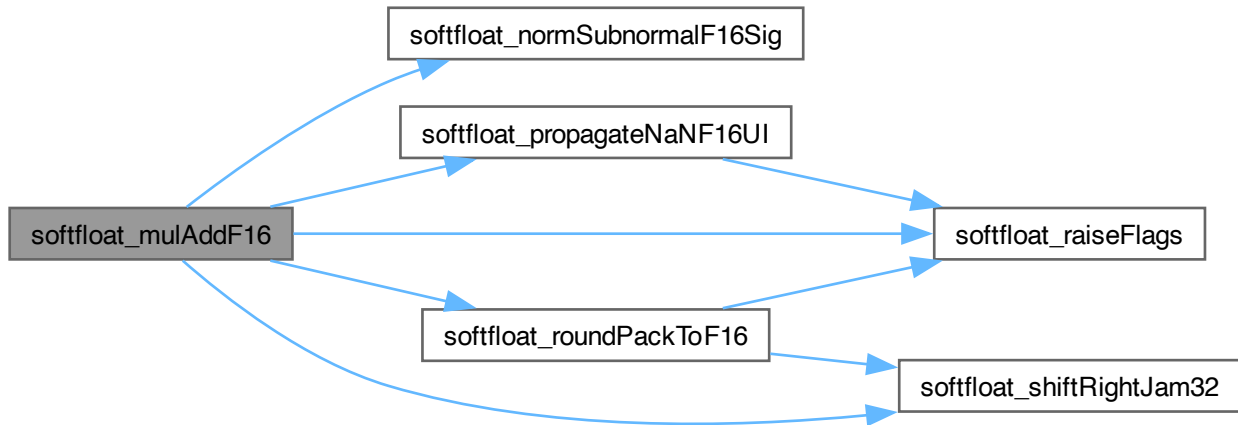 softfloat_normSubnormalF16Sig
softfloat_propagateNaNF16UI
softfloat_mulAddF16
softfloat_raiseFlags
softfloat_roundPackToF16
softfloat_shiftRightJam32